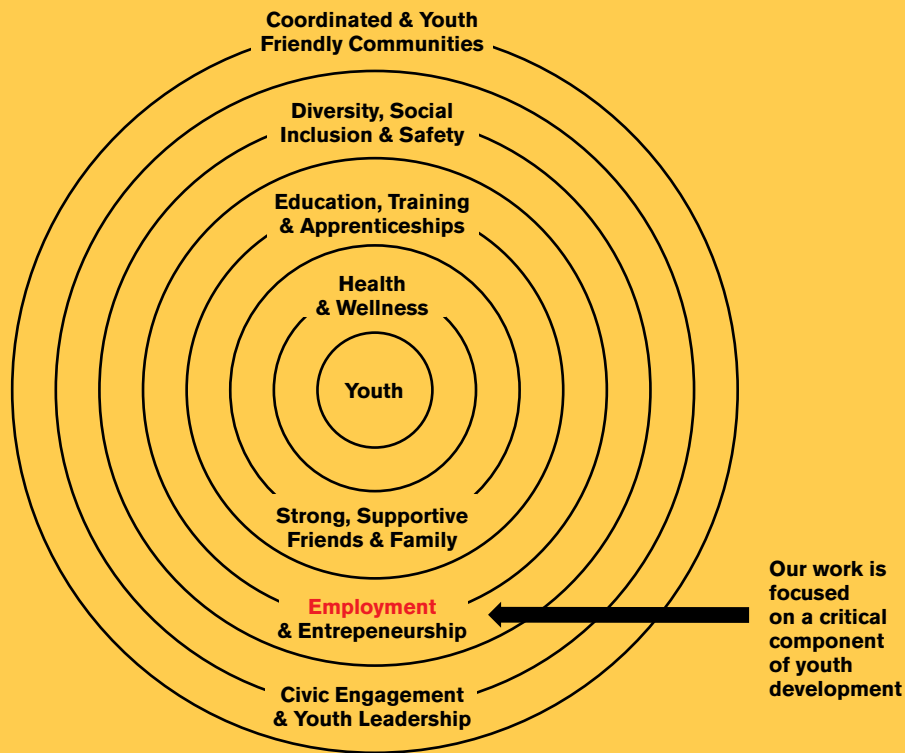 Coordinated & Youth
Friendly Communities
Diversity, Social
Inclusion & Safety
Education, Training
& Apprenticeships
Health
& Wellness
Youth
Strong, Supportive
Friends & Family
Employment
& Entrepeneurship
Civic Engagement
& Youth Leadership
Our work is
focused
on a critical
component
of youth
development